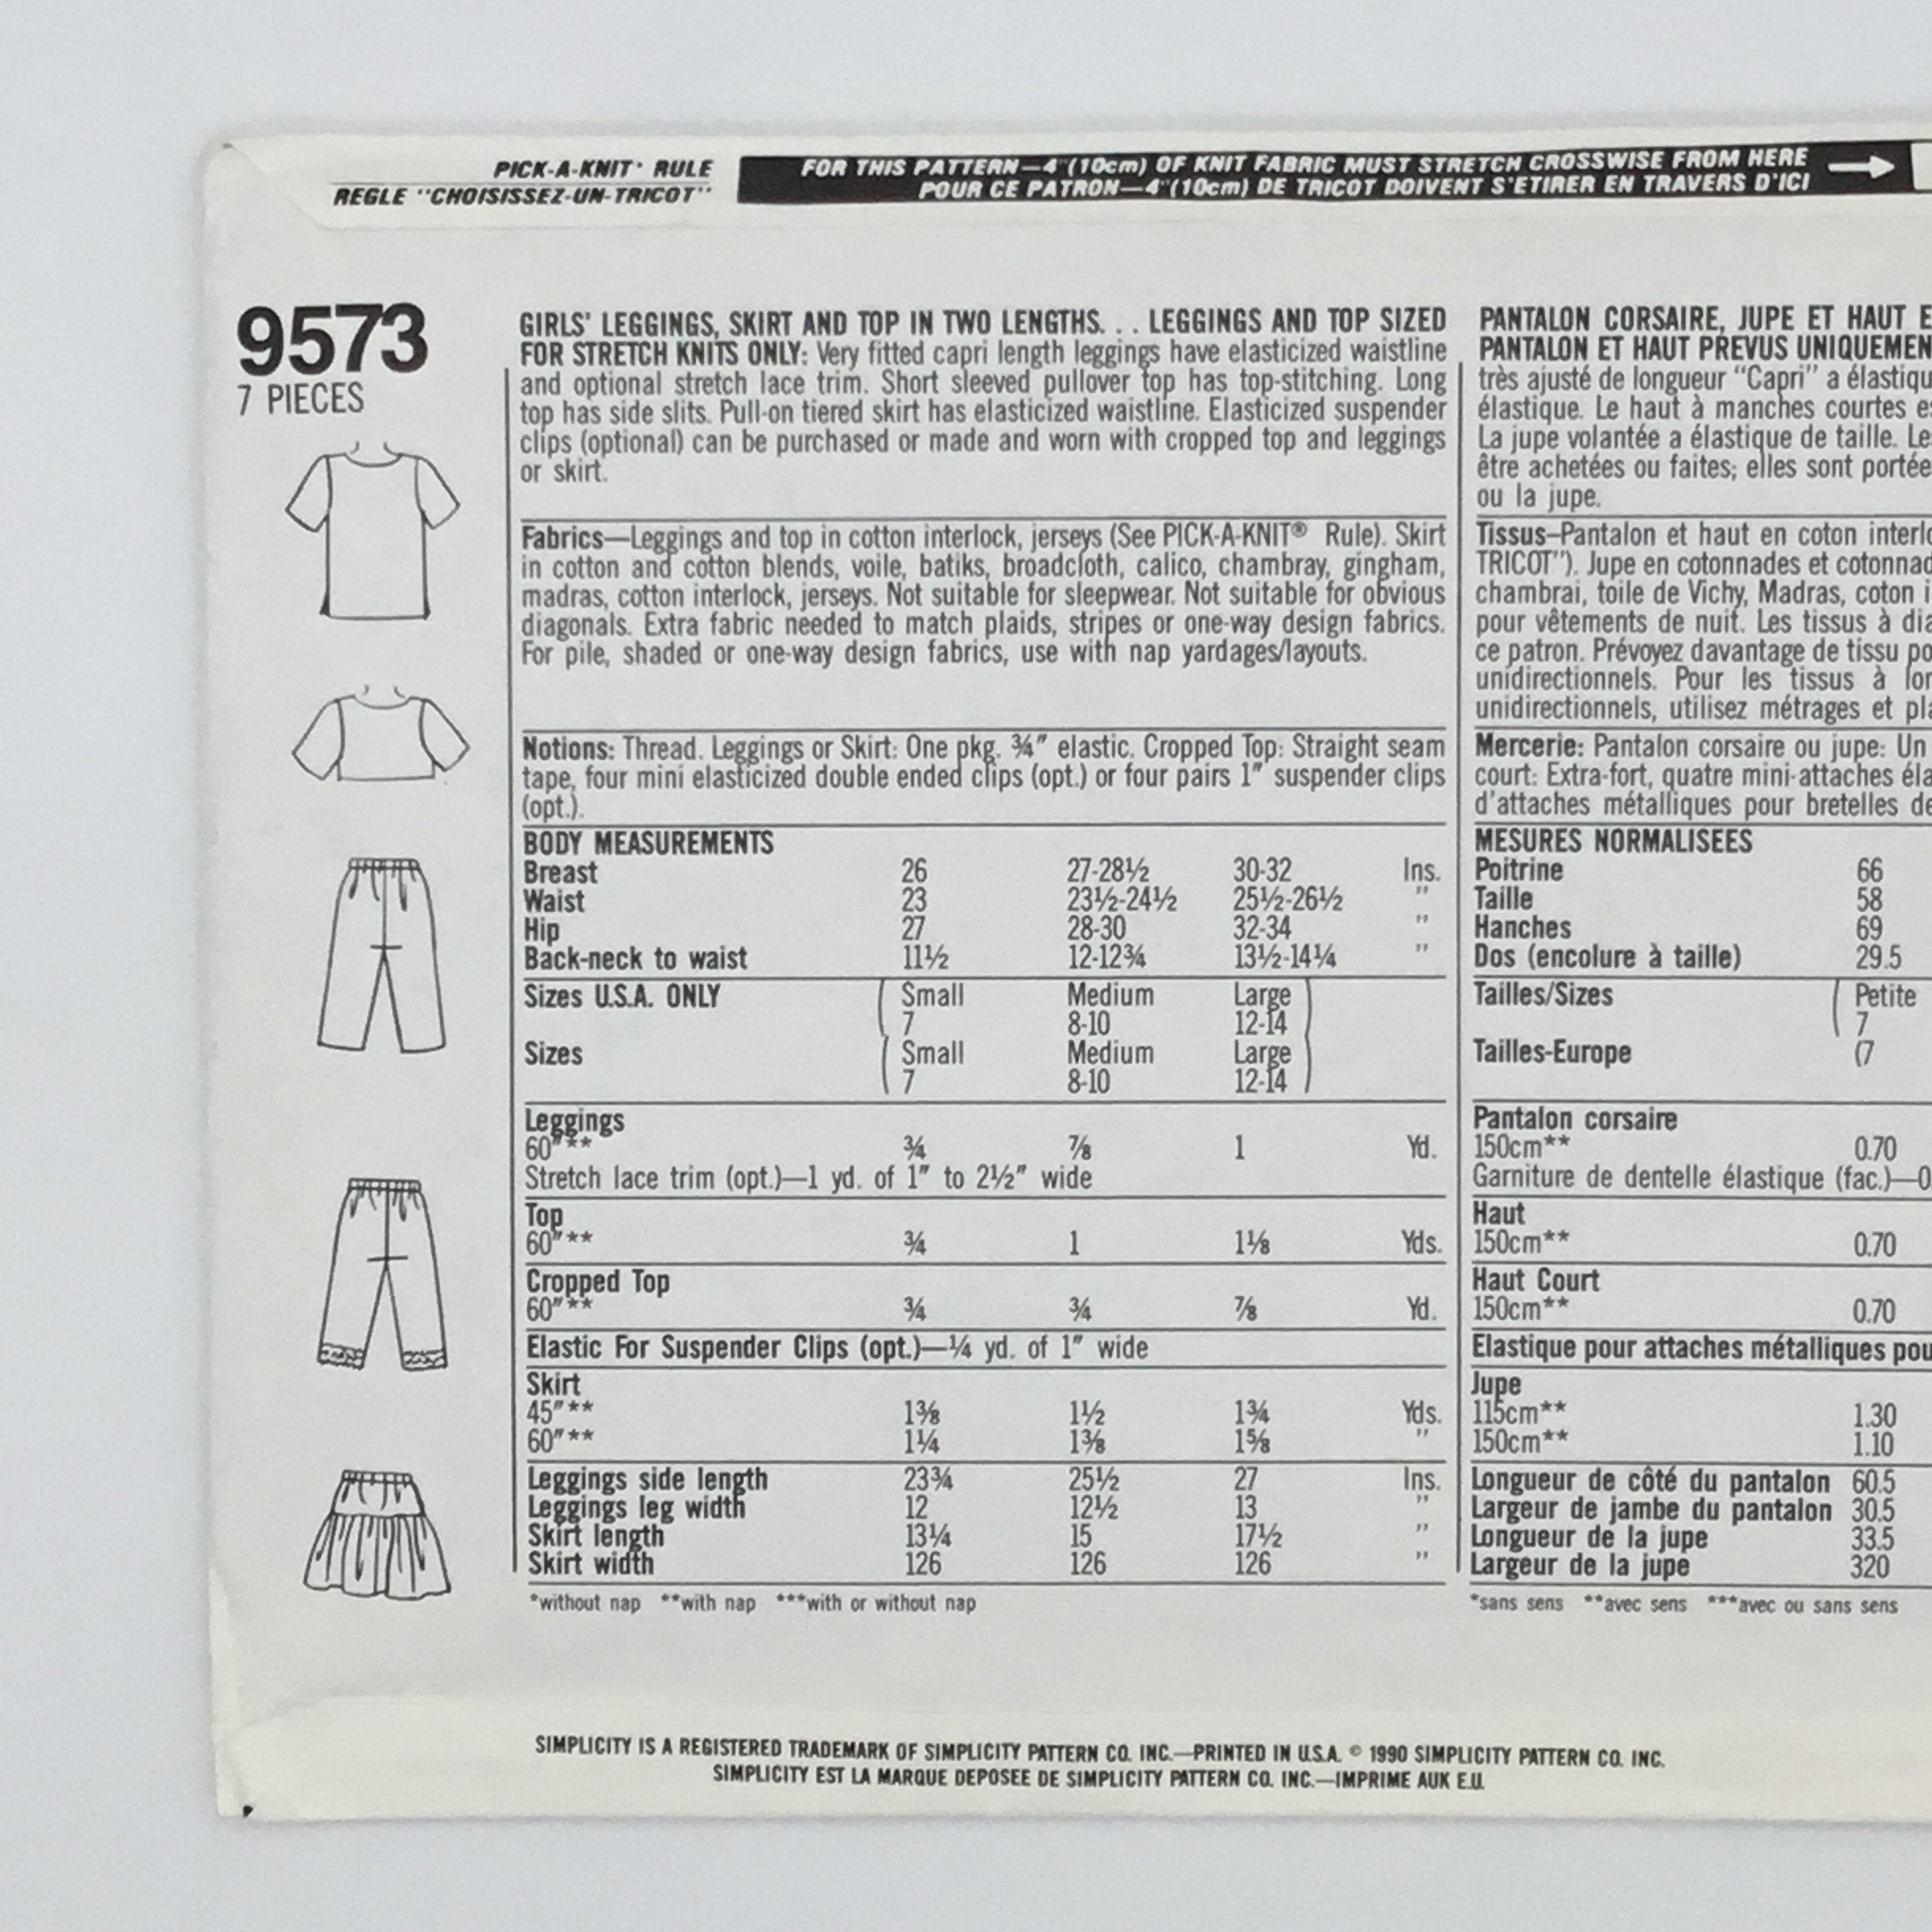 PICK-A-KNIT· RULE
REGLE "CHOISISSEZ-UN-TRICOT"
FOR THIS PATTERN—4"(10cm) OF KNIT FABRIC MUST STRETCH CROSSWISE FROM HERE
POUR CE PATRON—4"(10cm) DE TRICOT DOIVENT S'ETIRER EN TRAVERS D'ICI
9573
7 PIECES
GIRLS' LEGGINGS, SKIRT AND TOP IN TWO LENGTHS. . . LEGGINGS AND TOP SIZED
FOR STRETCH KNITS ONLY: Very fitted capri length leggings have elasticized waistline
and optional stretch lace trim. Short sleeved pullover top has top-stitching. Long
top has side slits. Pull-on tiered skirt has elasticized waistline. Elasticized suspender
clips (optional) can be purchased or made and worn with cropped top and leggings
or skirt.
Fabrics—Leggings and top in cotton interlock, jerseys (See PICK-A-KNIT® Rule). Skirt
in cotton and cotton blends, voile, batiks, broadcloth, calico, chambray, gingham,
madras, cotton interlock, jerseys. Not suitable for sleepwear. Not suitable for obvious
diagonals. Extra fabric needed to match plaids, stripes or one-way design fabrics.
For pile, shaded or one-way design fabrics, use with nap yardages/layouts.
Notions: Thread. Leggings or Skirt: One pkg. ¾" elastic. Cropped Top: Straight seam
tape, four mini elasticized double ended clips (opt.) or four pairs 1" suspender clips
(opt.).
BODY MEASUREMENTS
Breast 26 27-28½ 30-32 Ins.
Waist 23 23½-24½ 25½-26½ "
Hip 27 28-30 32-34 "
Back-neck to waist 11½ 12-12¾ 13½-14¼ "
Sizes U.S.A. ONLY ( Small Medium Large )
7 8-10 12-14
Sizes ( Small Medium Large )
7 8-10 12-14
Leggings
60"** ¾ ⅞ 1 Yd.
Stretch lace trim (opt.)—1 yd. of 1" to 2½" wide
Top
60"** ¾ 1 1⅛ Yds.
Cropped Top
60"** ¾ ¾ ⅞ Yd.
Elastic For Suspender Clips (opt.)—¼ yd. of 1" wide
Skirt
45"** 1⅜ 1½ 1¾ Yds.
60"** 1¼ 1⅜ 1⅝ "
Leggings side length 23¾ 25½ 27 Ins.
Leggings leg width 12 12½ 13 "
Skirt length 13¼ 15 17½ "
Skirt width 126 126 126 "
*without nap **with nap ***with or without nap
PANTALON CORSAIRE, JUPE ET HAUT E
PANTALON ET HAUT PREVUS UNIQUEMEN
très ajusté de longueur "Capri" a élastiqu
élastique. Le haut à manches courtes e
La jupe volantée a élastique de taille. Le
être achetées ou faites; elles sont portée
ou la jupe.
Tissus–Pantalon et haut en coton interlo
TRICOT"). Jupe en cotonnades et cotonnad
chambrai, toile de Vichy, Madras, coton i
pour vêtements de nuit. Les tissus à dia
ce patron. Prévoyez davantage de tissu po
unidirectionnels. Pour les tissus à lon
unidirectionnels, utilisez métrages et pla
Mercerie: Pantalon corsaire ou jupe: Un
court: Extra-fort, quatre mini-attaches éla
d'attaches métalliques pour bretelles de
MESURES NORMALISEES
Poitrine 66
Taille 58
Hanches 69
Dos (encolure à taille) 29.5
Tailles/Sizes ( Petite
7
Tailles-Europe (7
Pantalon corsaire
150cm** 0.70
Garniture de dentelle élastique (fac.)—0
Haut
150cm** 0.70
Haut Court
150cm** 0.70
Elastique pour attaches métalliques pou
Jupe
115cm** 1.30
150cm** 1.10
Longueur de côté du pantalon 60.5
Largeur de jambe du pantalon 30.5
Longueur de la jupe 33.5
Largeur de la jupe 320
*sans sens **avec sens ***avec ou sans sens
SIMPLICITY IS A REGISTERED TRADEMARK OF SIMPLICITY PATTERN CO. INC.—PRINTED IN U.S.A. © 1990 SIMPLICITY PATTERN CO. INC.
SIMPLICITY EST LA MARQUE DEPOSEE DE SIMPLICITY PATTERN CO. INC.—IMPRIME AUX E.U.